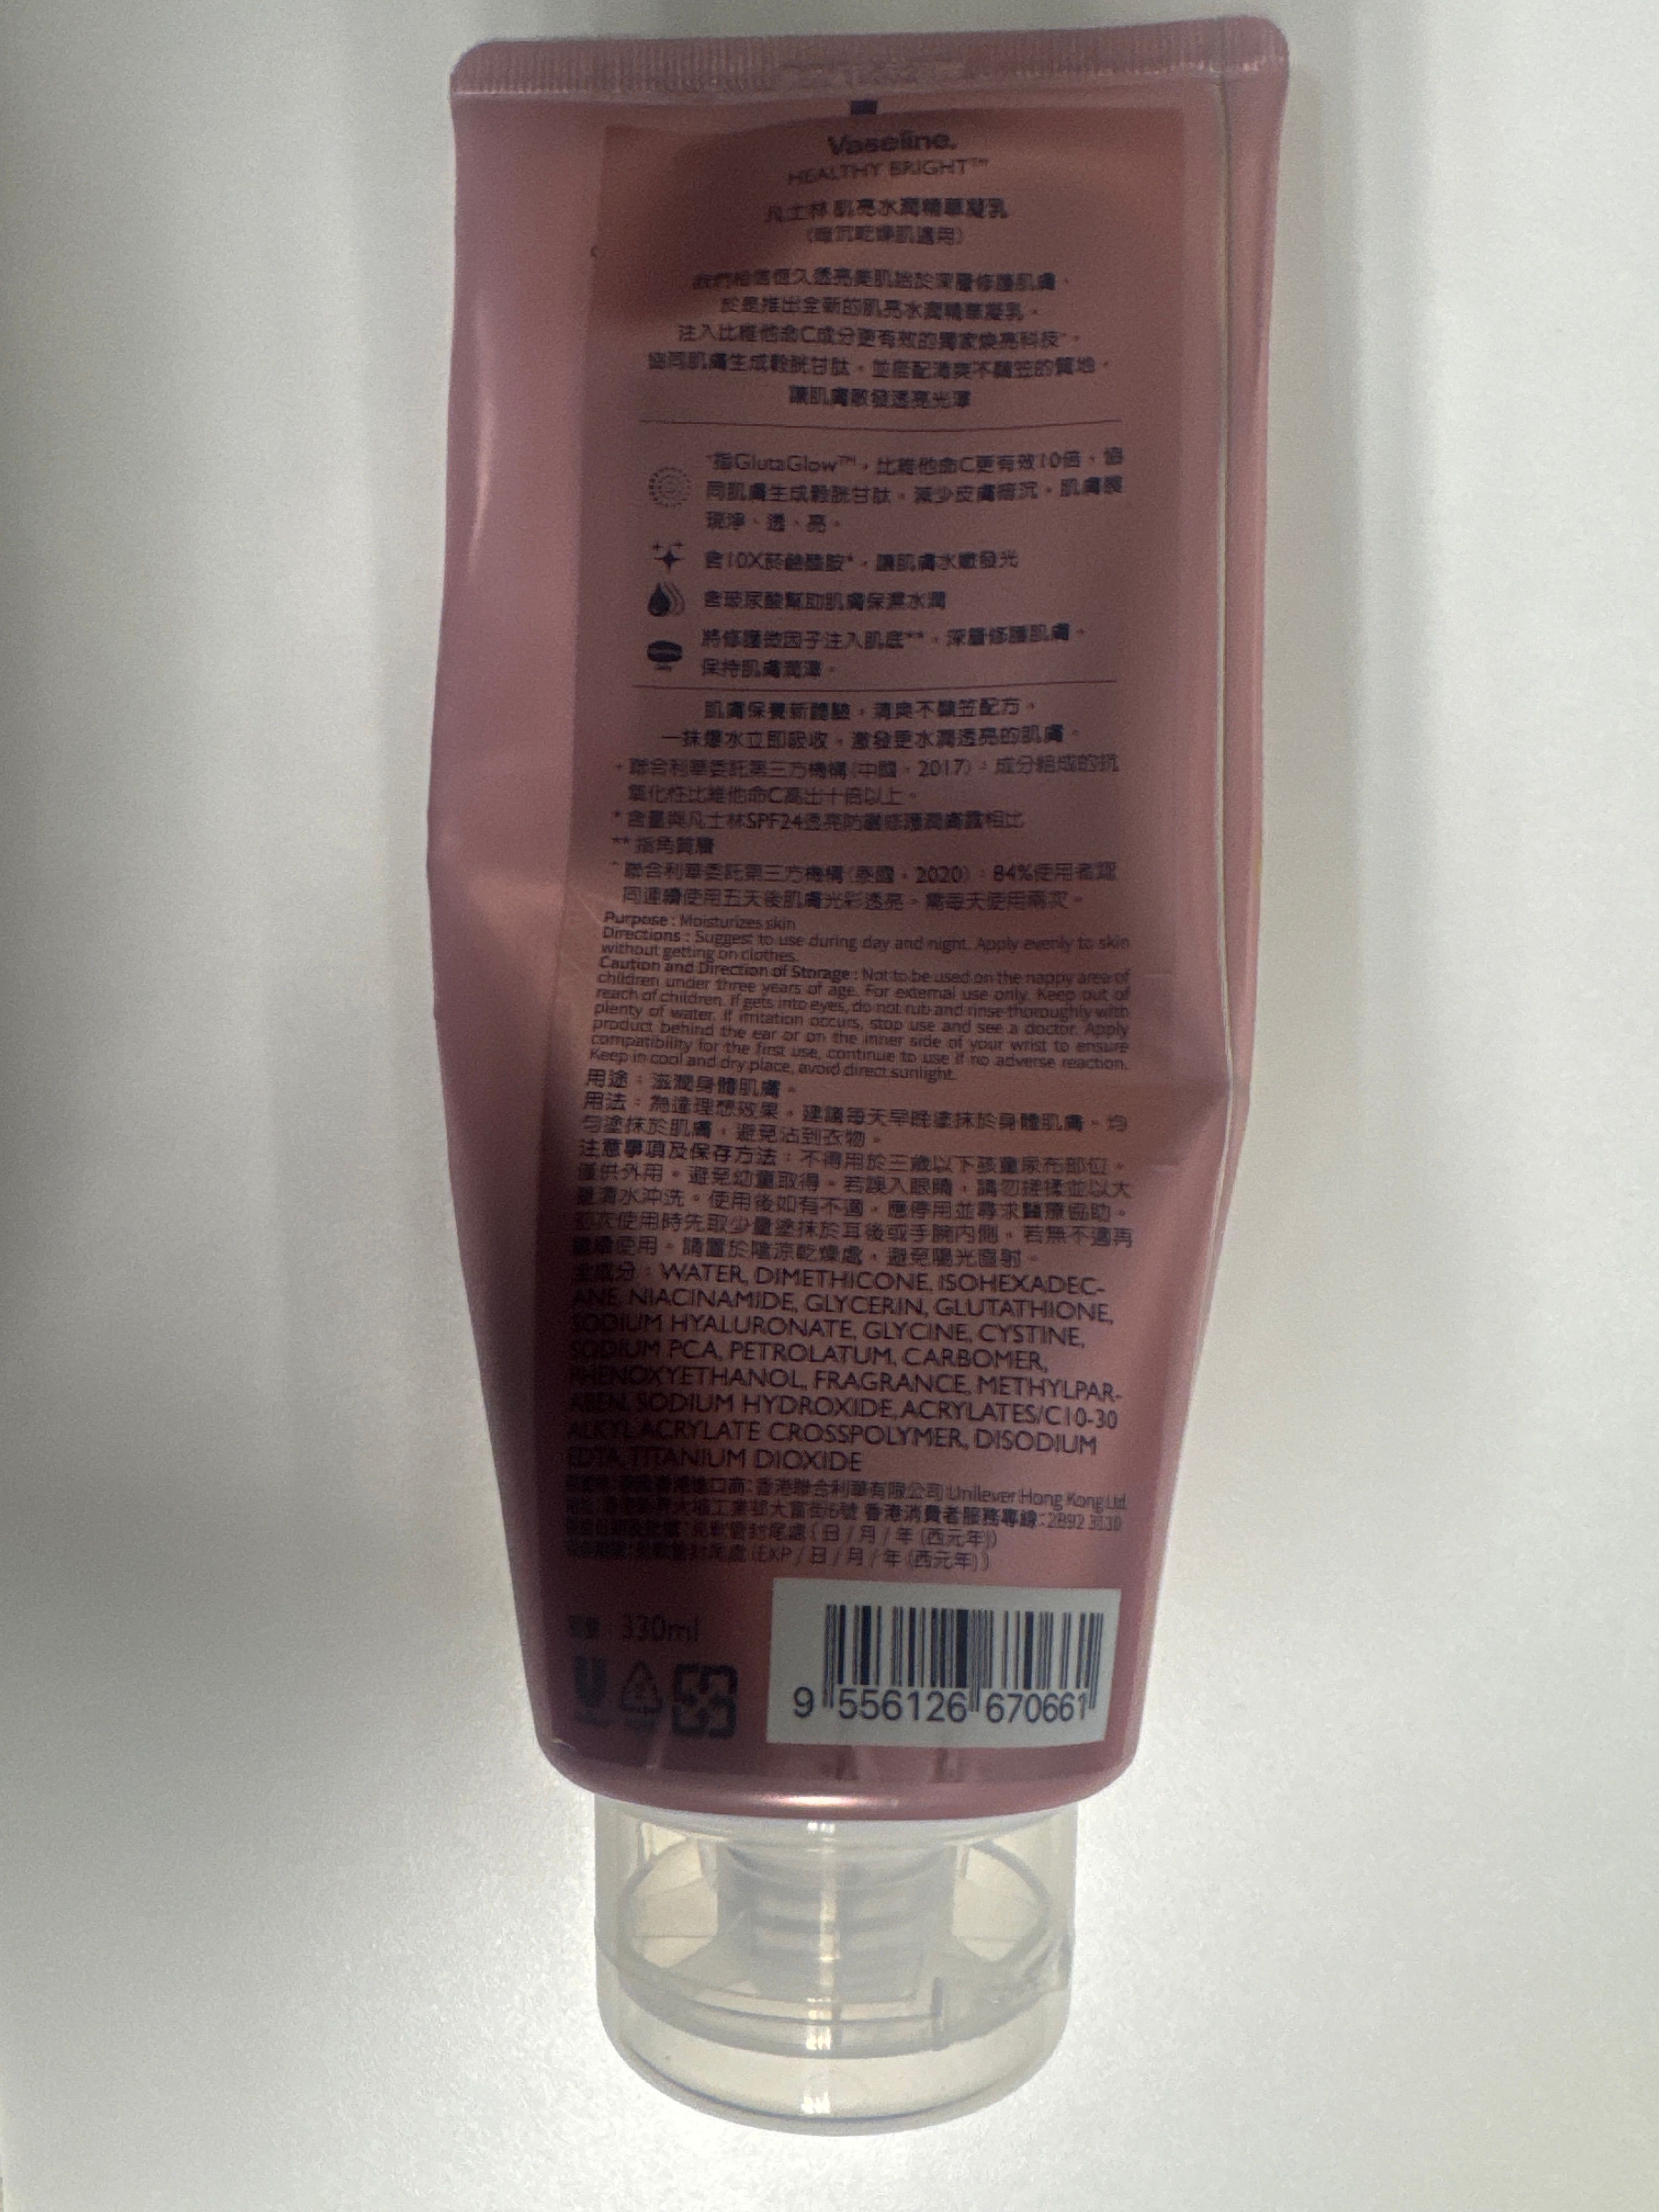 Vaseline.
HEALTHY BRIGHT™
凡士林 肌亮水潤精華凝乳
(暗沉乾燥肌適用)
我們相信恆久透亮美肌始於深層修護肌膚，
於是推出全新的肌亮水潤精華凝乳。
注入比維他命C成分更有效的獨家煥亮科技⁺，
協同肌膚生成穀胱甘肽，並搭配清爽不黏笠的質地，
讓肌膚散發透亮光澤
⁺指GlutaGlow™，比維他命C更有效10倍，協
同肌膚生成穀胱甘肽，減少皮膚暗沉，肌膚展
現淨、透、亮。
含10X菸鹼醯胺*，讓肌膚水嫩發光
含玻尿酸幫助肌膚保濕水潤
將修護微因子注入肌底**，深層修護肌膚，
保持肌膚潤澤。
肌膚保養新體驗，清爽不黏笠配方，
一抹爆水立即吸收，激發更水潤透亮的肌膚^。
⁺ 聯合利華委託第三方機構(中國，2017)：成分組成的抗
氧化性比維他命C高出十倍以上。
* 含量與凡士林SPF24透亮防曬修護潤膚露相比
** 指角質層
^ 聯合利華委託第三方機構(泰國，2020)：84%使用者認
同連續使用五天後肌膚光彩透亮。需每天使用兩次。
Purpose : Moisturizes skin
Directions : Suggest to use during day and night. Apply evenly to skin
without getting on clothes.
Caution and Direction of Storage : Not to be used on the nappy area of
children under three years of age. For external use only. Keep out of
reach of children. If gets into eyes, do not rub and rinse thoroughly with
plenty of water. If irritation occurs, stop use and see a doctor. Apply
product behind the ear or on the inner side of your wrist to ensure
compatibility for the first use, continue to use if no adverse reaction.
Keep in cool and dry place, avoid direct sunlight.
用途：滋潤身體肌膚。
用法：為達理想效果，建議每天早晚塗抹於身體肌膚。均
勻塗抹於肌膚，避免沾到衣物。
注意事項及保存方法：不得用於三歲以下孩童尿布部位。
僅供外用。避免幼童取得。若誤入眼睛，請勿搓揉並以大
量清水沖洗。使用後如有不適，應停用並尋求醫療協助。
初次使用時先取少量塗抹於耳後或手腕內側，若無不適再
繼續使用。請置於陰涼乾燥處，避免陽光直射。
全成分：WATER, DIMETHICONE, ISOHEXADEC-
ANE, NIACINAMIDE, GLYCERIN, GLUTATHIONE,
SODIUM HYALURONATE, GLYCINE, CYSTINE,
SODIUM PCA, PETROLATUM, CARBOMER,
PHENOXYETHANOL, FRAGRANCE, METHYLPAR-
ABEN, SODIUM HYDROXIDE, ACRYLATES/C10-30
ALKYL ACRYLATE CROSSPOLYMER, DISODIUM
EDTA, TITANIUM DIOXIDE
香港進口商：香港聯合利華有限公司 Unilever Hong Kong Ltd.
大埔工業邨大富街6號 香港消費者服務專線：2892 3130
見軟管封尾處 (日 / 月 / 年 (西元年))
見軟管封尾處 (EXP / 日 / 月 / 年 (西元年))
330ml
9 556126 670661